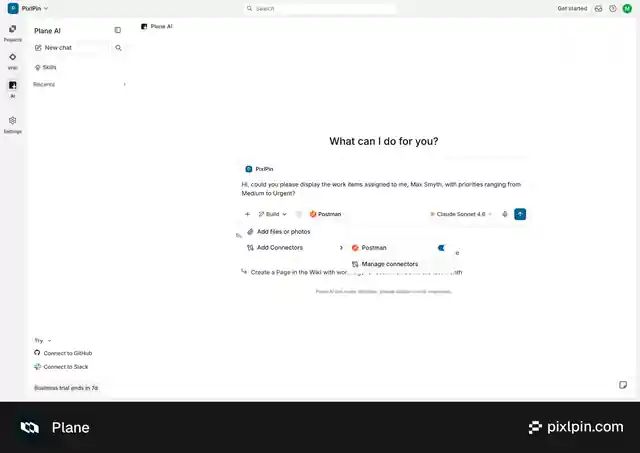 PixlPin
Search
Get started
M
Projects
Wiki
AI
Settings
Plane AI
New chat
Skills
Recents
Plane AI
What can I do for you?
PixlPin
Hi, could you please display the work items assigned to me, Max Smyth, with priorities ranging from
Medium to Urgent?
Build
Postman
Claude Sonnet 4.6
Add files or photos
Add Connectors
Postman
Manage connectors
Create a Page in the Wiki with
month
Try
Connect to GitHub
Connect to Slack
Business trial ends in 7d
Plane
pixlpin.com